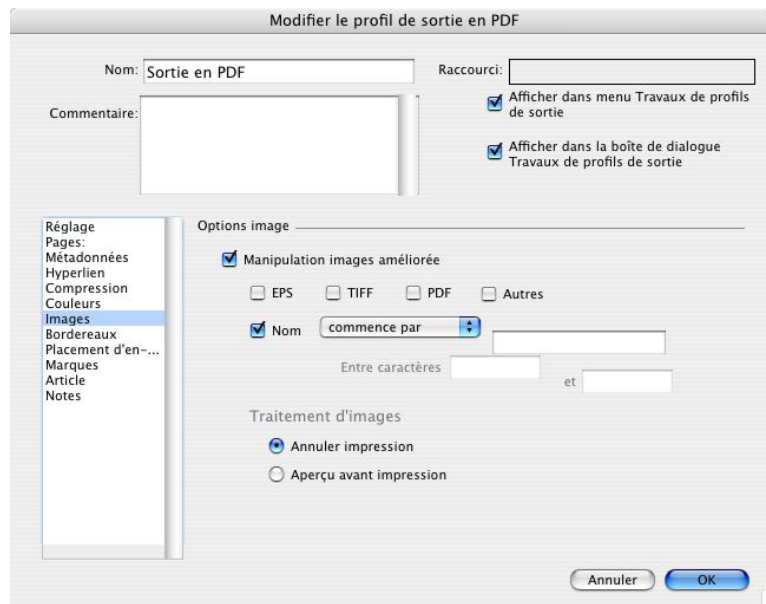 Modifier le profil de sortie en PDF
Nom: Sortie en PDF
Raccourci:
Commentaire:
Afficher dans menu Travaux de profils
de sortie
Afficher dans la boîte de dialogue
Travaux de profils de sortie
Réglage
Pages:
Métadonnées
Hyperlien
Compression
Couleurs
Images
Bordereaux
Placement d'en-...
Marques
Article
Notes
Options image
Manipulation images améliorée
EPS TIFF PDF Autres
Nom commence par
Entre caractères et
Traitement d'images
Annuler impression
Aperçu avant impression
Annuler OK